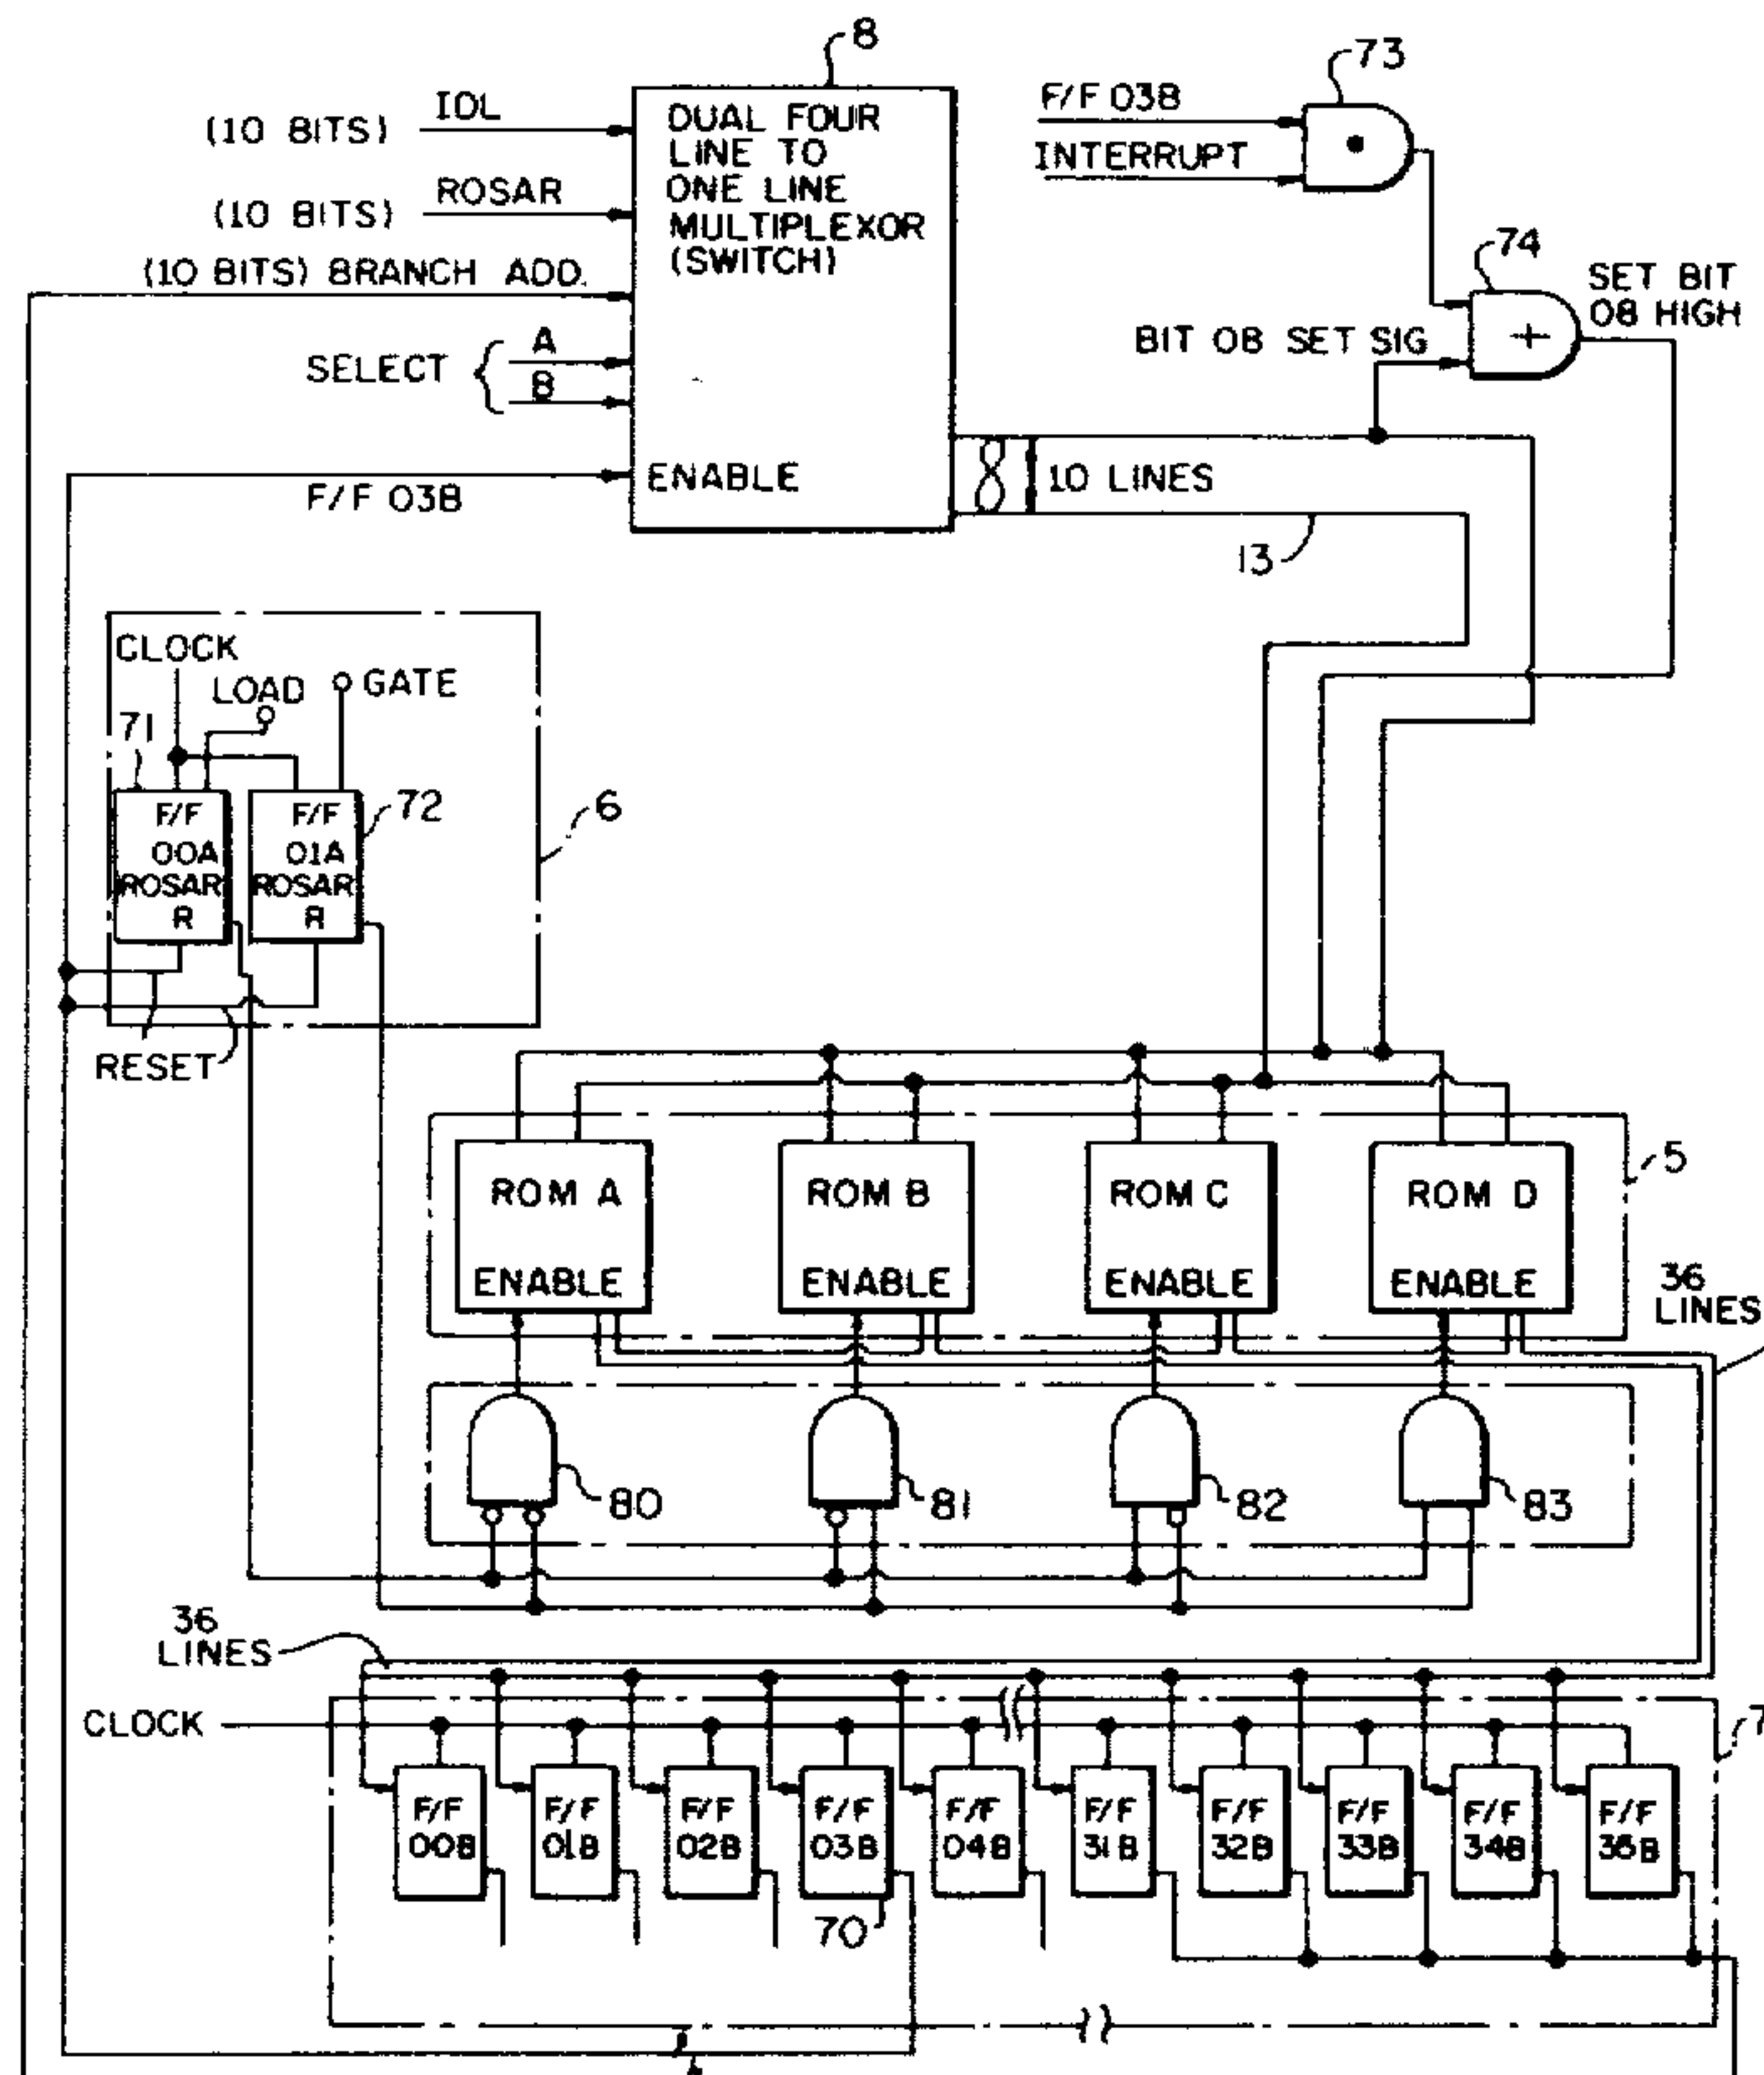 8
73
IDL
(10 BITS)
DUAL FOUR
LINE TO
ONE LINE
MULTIPLEXOR
(SWITCH)
F/F 03B
INTERRUPT
ROSAR
(10 BITS)
74
(10 BITS) BRANCH ADD.
SET BIT
08 HIGH
BIT 08 SET SIG
SELECT
A
B
ENABLE
F/F 03B
10 LINES
13
CLOCK
LOAD
GATE
71
F/F
00A
ROSAR
R
F/F
01A
ROSAR
R
72
6
RESET
ROM A
ENABLE
ROM B
ENABLE
ROM C
ENABLE
ROM D
ENABLE
5
36
LINES
80
81
82
83
36
LINES
CLOCK
7
F/F
00B
F/F
01B
F/F
02B
F/F
03B
F/F
04B
F/F
31B
F/F
32B
F/F
33B
F/F
34B
F/F
35B
70